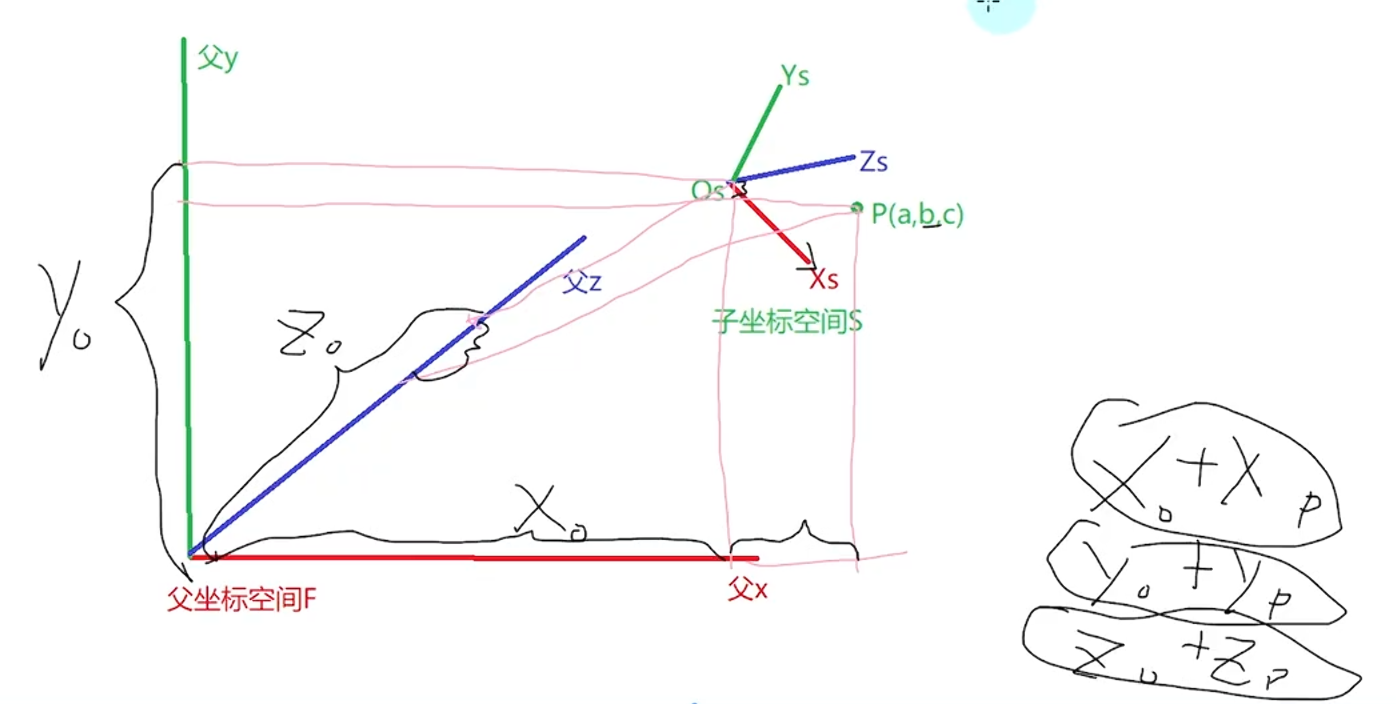 父y
Ys
Zs
Os
P(a,b,c)
父z
Xs
子坐标空间S
Y₀
Z₀
X₀
父x
父坐标空间F
X₀+Xₚ
Y₀+Yₚ
Z₀+Zₚ